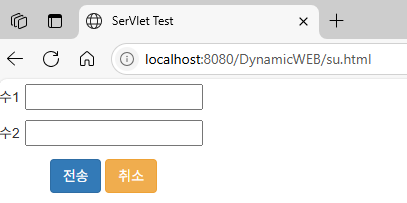 SerVlet Test
localhost:8080/DynamicWEB/su.html
수1
수2
전송 취소